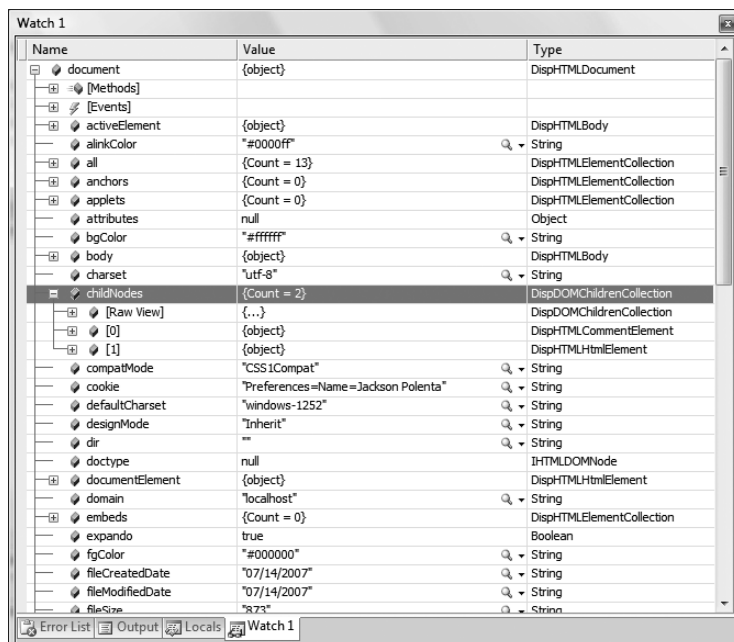 Watch 1
Name Value Type
document {object} DispHTMLDocument
[Methods]
[Events]
activeElement {object} DispHTMLBody
alinkColor "#0000ff" String
all {Count = 13} DispHTMLElementCollection
anchors {Count = 0} DispHTMLElementCollection
applets {Count = 0} DispHTMLElementCollection
attributes null Object
bgColor "#ffffff" String
body {object} DispHTMLBody
charset "utf-8" String
childNodes {Count = 2} DispDOMChildrenCollection
[Raw View] {...} DispDOMChildrenCollection
[0] {object} DispHTMLCommentElement
[1] {object} DispHTMLHtmlElement
compatMode "CSS1Compat" String
cookie "Preferences=Name=Jackson Polenta" String
defaultCharset "windows-1252" String
designMode "Inherit" String
dir "" String
doctype null IHTMLDOMNode
documentElement {object} DispHTMLHtmlElement
domain "localhost" String
embeds {Count = 0} DispHTMLElementCollection
expando true Boolean
fgColor "#000000" String
fileCreatedDate "07/14/2007" String
fileModifiedDate "07/14/2007" String
fileSize "873" String
Error List Output Locals Watch 1